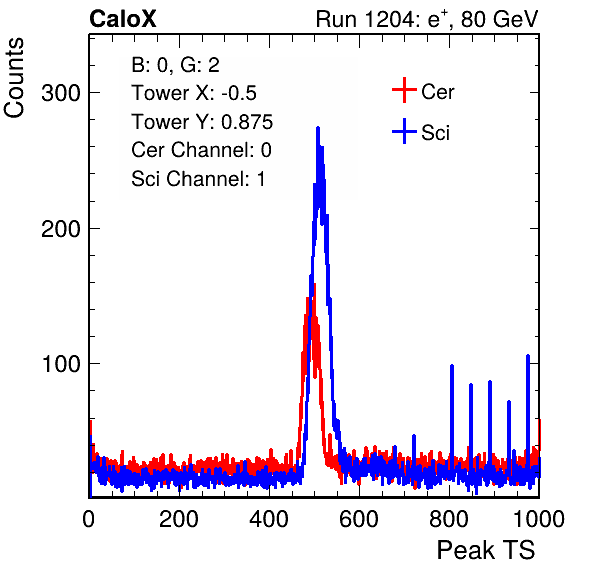 CaloX Run 1204: e⁺, 80 GeV
B: 0, G: 2
Tower X: -0.5
Tower Y: 0.875
Cer Channel: 0
Sci Channel: 1
Cer
Sci
Counts
300
200
100
0 200 400 600 800 1000
Peak TS